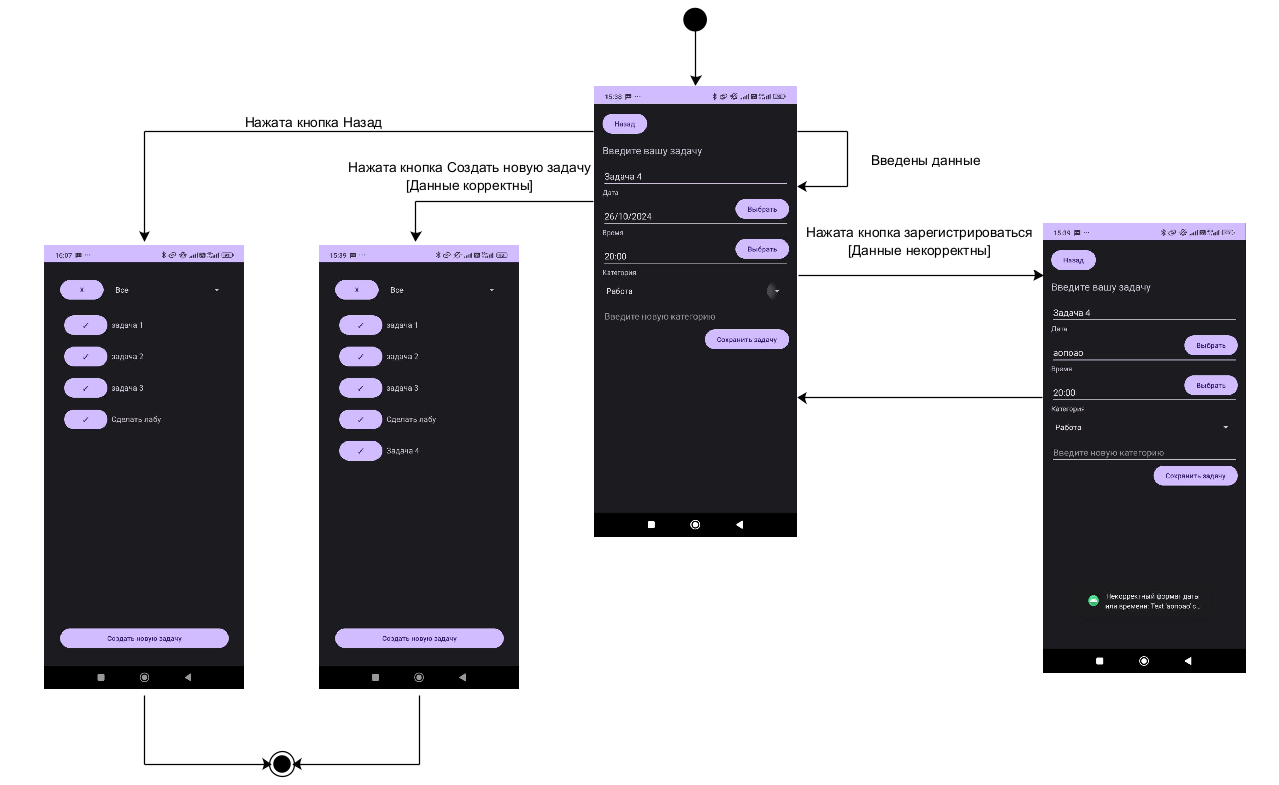 Нажата кнопка Назад
Нажата кнопка Создать новую задачу
[Данные корректны]
15:38
Назад
Введите вашу задачу
Задача 4
Дата
26/10/2024
Выбрать
Время
20:00
Выбрать
Категория
Работа
Введите новую категорию
Сохранить задачу
Введены данные
Нажата кнопка зарегистрироваться
[Данные некорректны]
16:07
X Все
✓ задача 1
✓ задача 2
✓ задача 3
✓ Сделать лабу
Создать новую задачу
15:39
X Все
✓ задача 1
✓ задача 2
✓ задача 3
✓ Сделать лабу
✓ Задача 4
Создать новую задачу
15:39
Назад
Введите вашу задачу
Задача 4
Дата
аопоао
Выбрать
Время
20:00
Выбрать
Категория
Работа
Введите новую категорию
Сохранить задачу
Некорректный формат даты
или времени: Text 'аопоао' c...